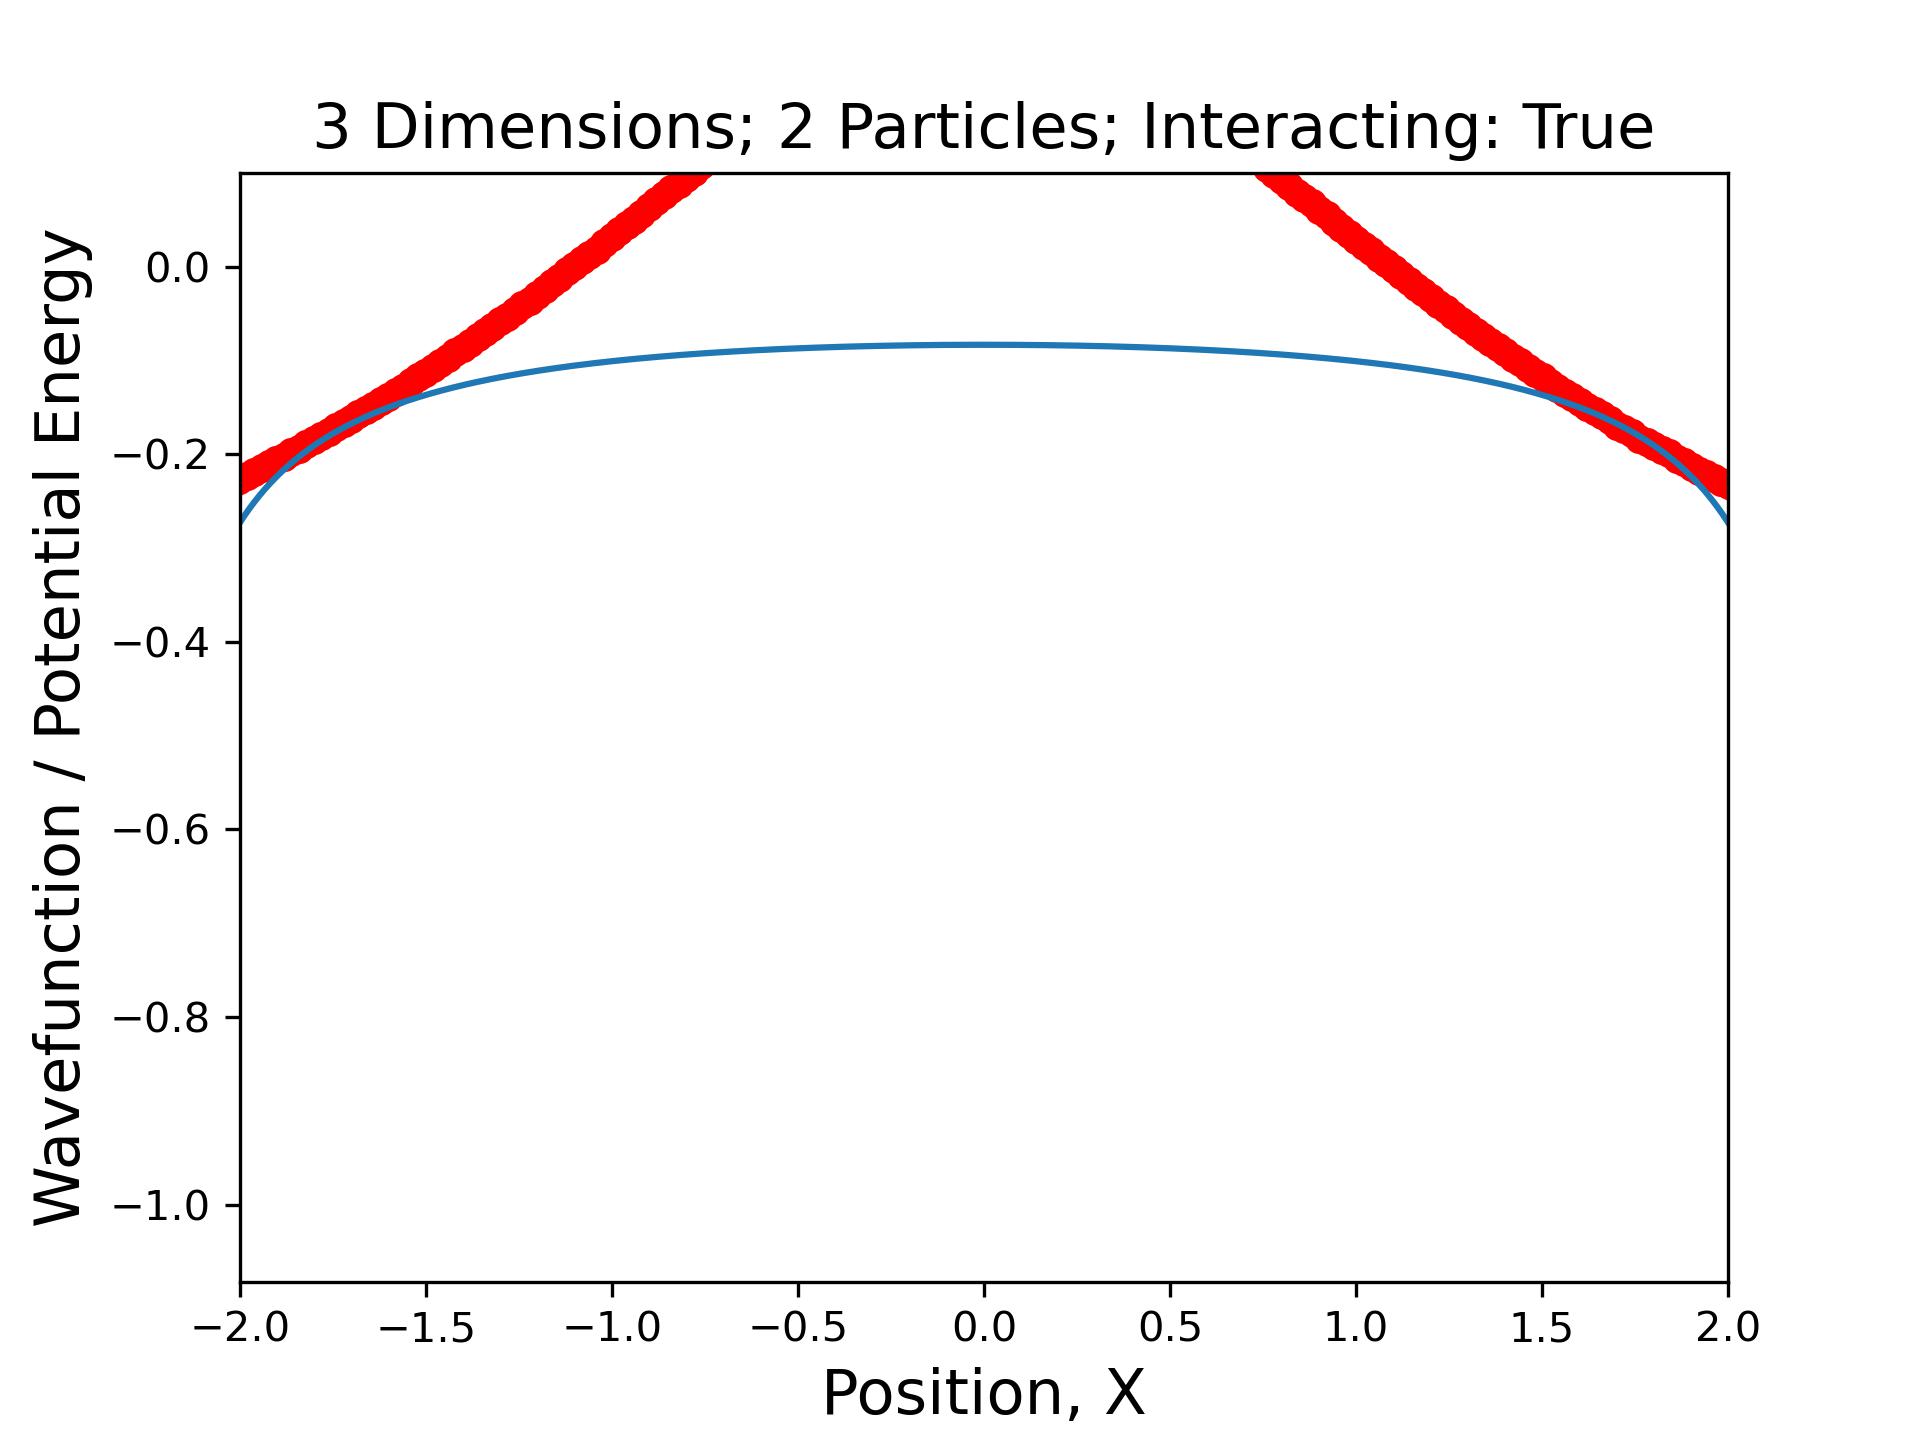 3 Dimensions; 2 Particles; Interacting: True
Wavefunction / Potential Energy
0.0
−0.2
−0.4
−0.6
−0.8
−1.0
−2.0 −1.5 −1.0 −0.5 0.0 0.5 1.0 1.5 2.0
Position, X